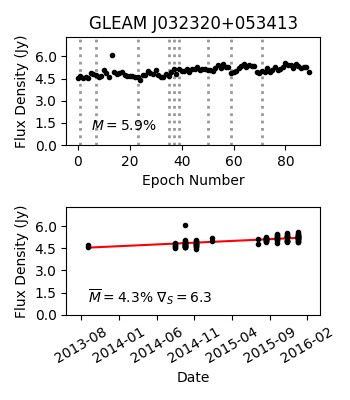 GLEAM J032320+053413
Flux Density (Jy)
6.0
4.5
3.0
1.5
0.0
M = 5.9%
0 20 40 60 80
Epoch Number
Flux Density (Jy)
6.0
4.5
3.0
1.5
0.0
M̅ = 4.3% ∇S = 6.3
2013-08 2014-01 2014-06 2014-11 2015-04 2015-09 2016-02
Date